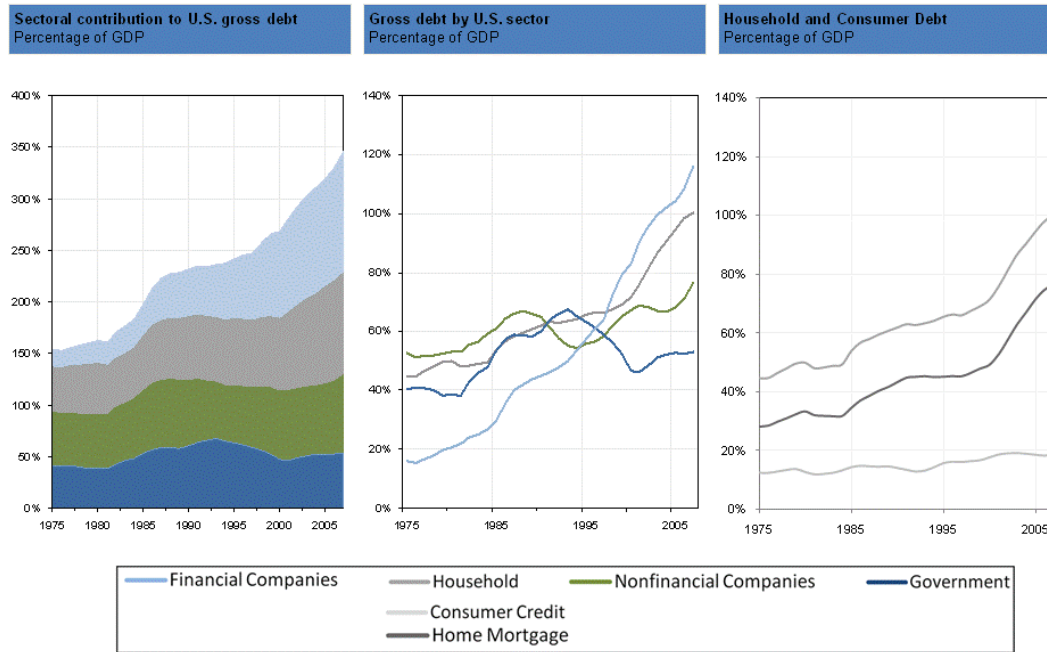 Sectoral contribution to U.S. gross debt
Percentage of GDP
400%
350%
300%
250%
200%
150%
100%
50%
0%
1975 1980 1985 1990 1995 2000 2005
Gross debt by U.S. sector
Percentage of GDP
140%
120%
100%
80%
60%
40%
20%
0%
1975 1985 1995 2005
Household and Consumer Debt
Percentage of GDP
140%
120%
100%
80%
60%
40%
20%
0%
1975 1985 1995 2005
Financial Companies Household Nonfinancial Companies Government
Consumer Credit
Home Mortgage